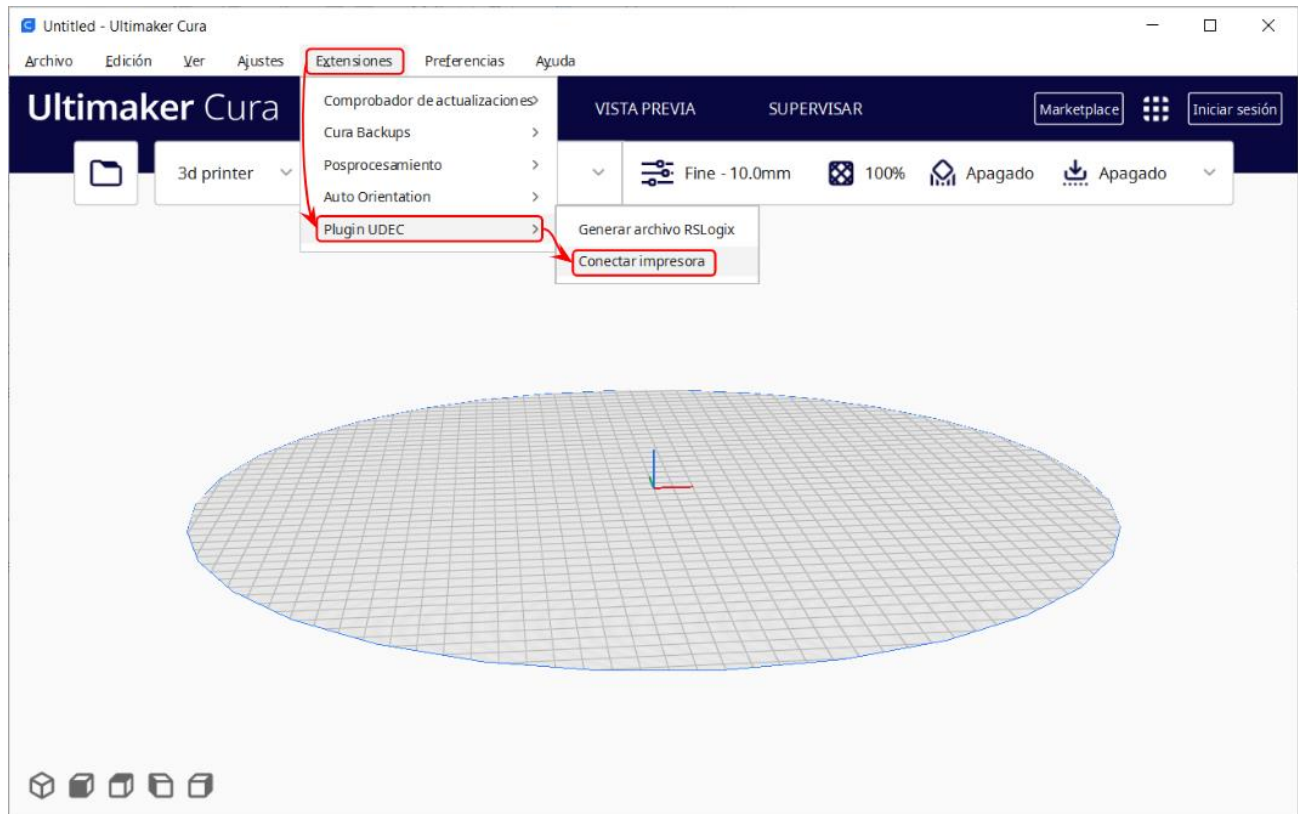 Untitled - Ultimaker Cura
Archivo Edición Ver Ajustes Extensiones Preferencias Ayuda
Ultimaker Cura VISTA PREVIA SUPERVISAR Marketplace Iniciar sesión
3d printer Fine - 10.0mm 100% Apagado Apagado
Comprobador de actualizaciones
Cura Backups
Posprocesamiento
Auto Orientation
Plugin UDEC
Generar archivo RSLogix
Conectar impresora